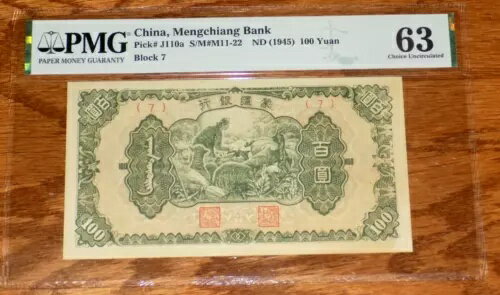 PMG
PAPER MONEY GUARANTY
China, Mengchiang Bank
Pick# J110a S/M#M11-22 ND (1945) 100 Yuan
Block 7
63
Choice Uncirculated
行銀疆蒙
( 7 )
( 7 )
百圓
100
100